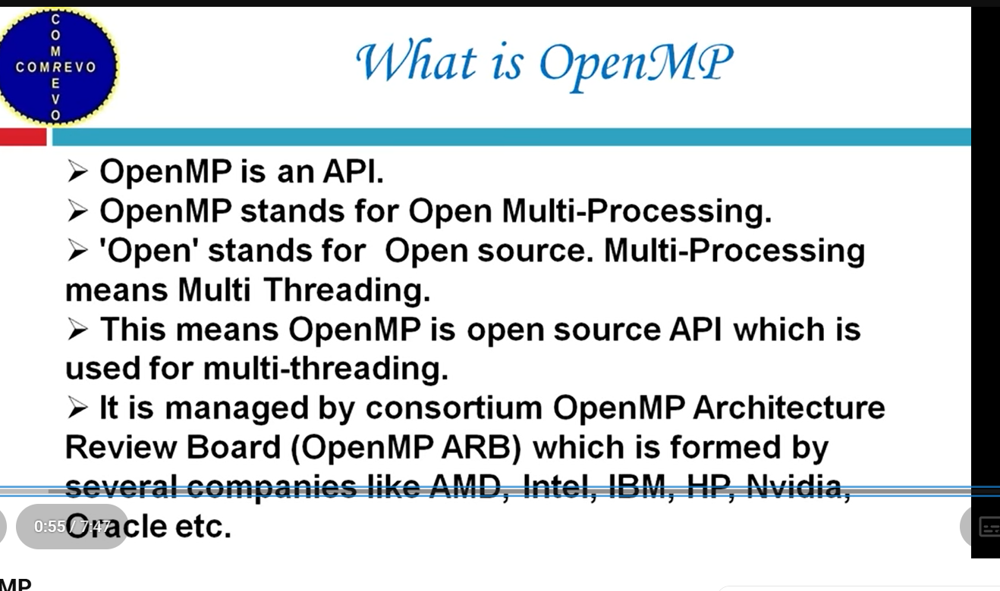 C
O
M
COMREVO
E
V
O
What is OpenMP
➢ OpenMP is an API.
➢ OpenMP stands for Open Multi-Processing.
➢ 'Open' stands for Open source. Multi-Processing
means Multi Threading.
➢ This means OpenMP is open source API which is
used for multi-threading.
➢ It is managed by consortium OpenMP Architecture
Review Board (OpenMP ARB) which is formed by
several companies like AMD, Intel, IBM, HP, Nvidia,
Oracle etc.
0:55 / 7:47
MP